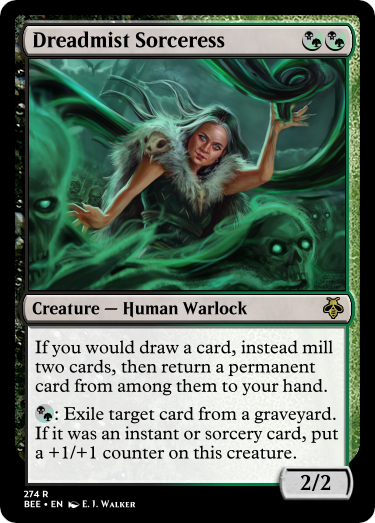 Dreadmist Sorceress
Creature — Human Warlock
If you would draw a card, instead mill
two cards, then return a permanent
card from among them to your hand.
: Exile target card from a graveyard.
If it was an instant or sorcery card, put
a +1/+1 counter on this creature.
2/2
274 R
BEE • EN E. J. Walker